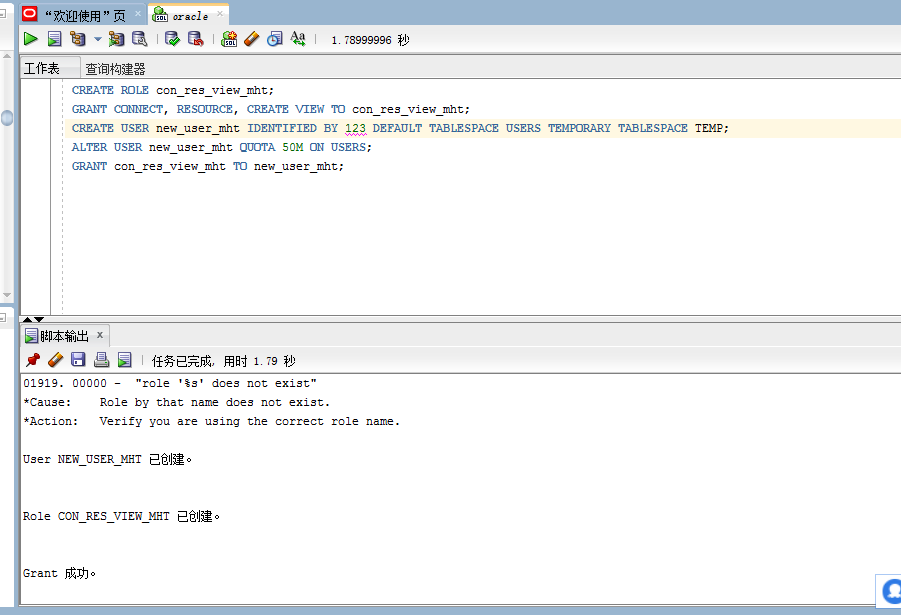 “欢迎使用”页
oracle
1.78999996 秒
工作表
查询构建器
CREATE ROLE con_res_view_mht;
GRANT CONNECT, RESOURCE, CREATE VIEW TO con_res_view_mht;
CREATE USER new_user_mht IDENTIFIED BY 123 DEFAULT TABLESPACE USERS TEMPORARY TABLESPACE TEMP;
ALTER USER new_user_mht QUOTA 50M ON USERS;
GRANT con_res_view_mht TO new_user_mht;
脚本输出
任务已完成, 用时 1.79 秒
01919. 00000 -  "role '%s' does not exist"
*Cause:    Role by that name does not exist.
*Action:   Verify you are using the correct role name.
User NEW_USER_MHT 已创建。
Role CON_RES_VIEW_MHT 已创建。
Grant 成功。